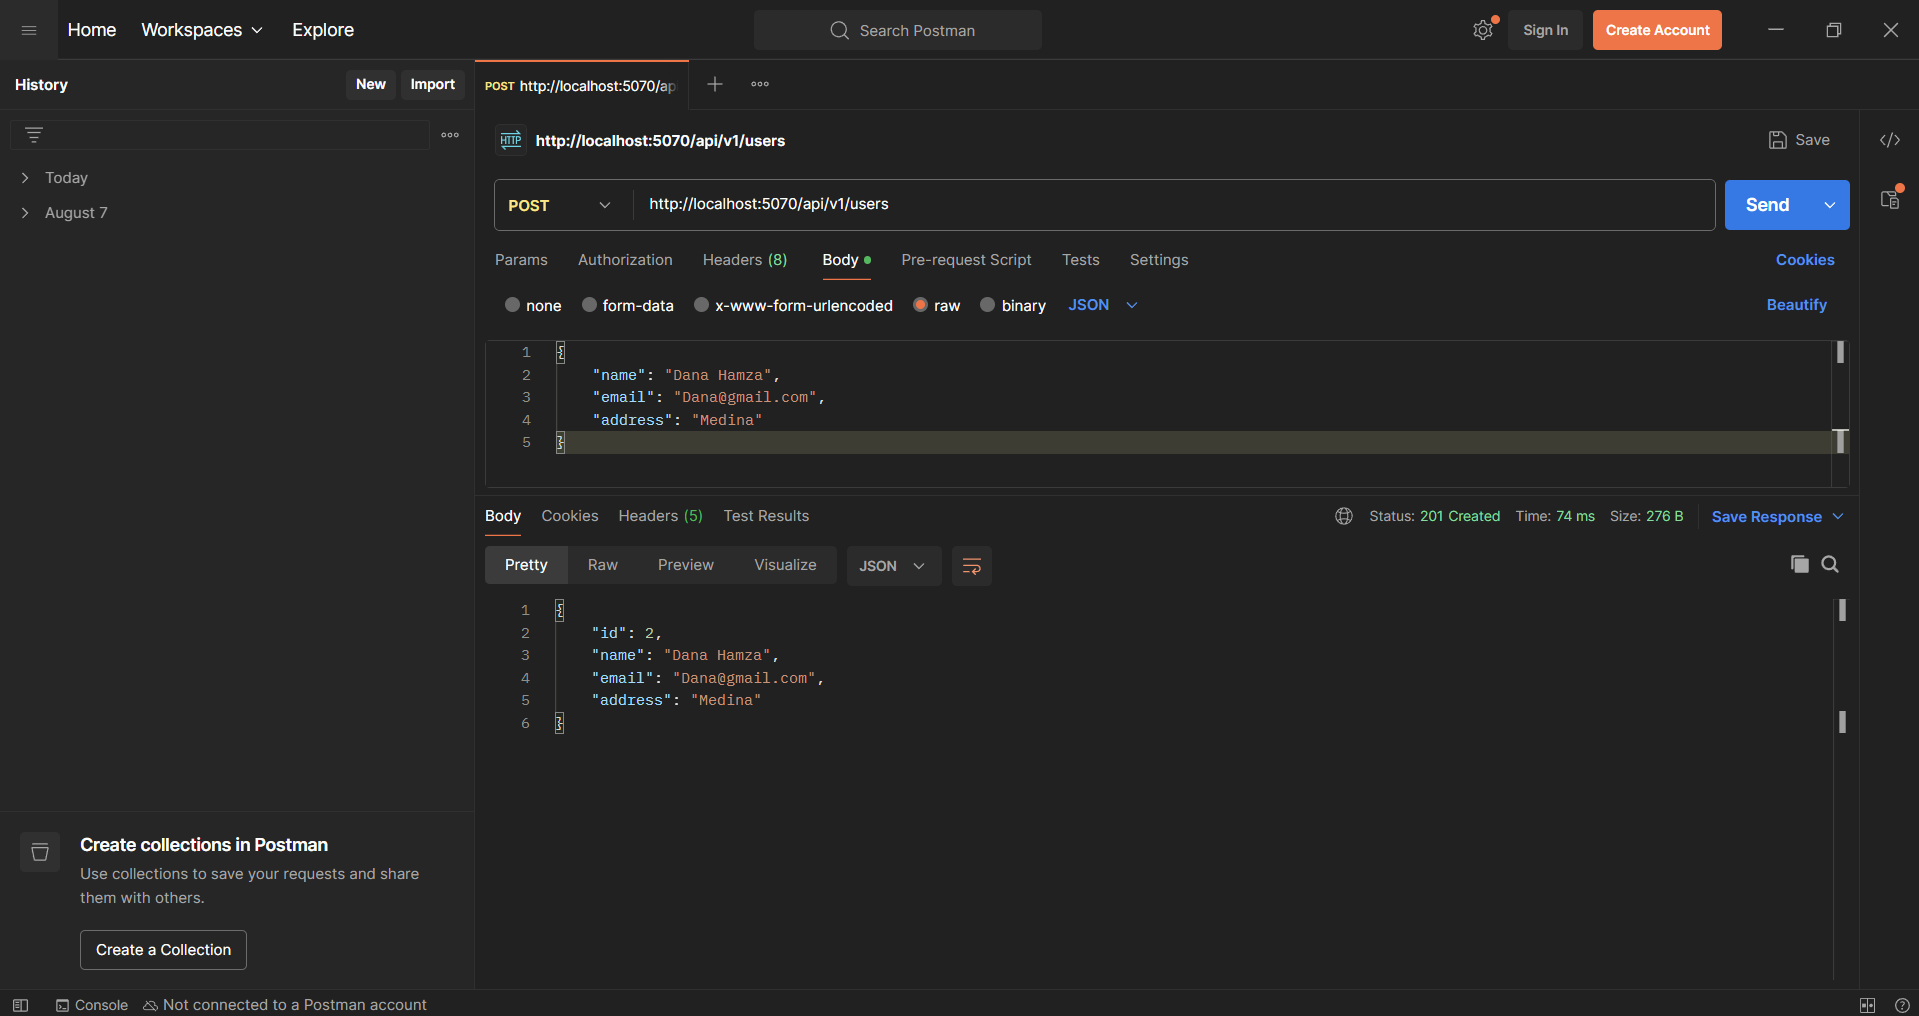 Home Workspaces Explore Search Postman Sign In Create Account
History New Import
POST http://localhost:5070/ap
Today
August 7
HTTP http://localhost:5070/api/v1/users Save
POST http://localhost:5070/api/v1/users Send
Params Authorization Headers (8) Body Pre-request Script Tests Settings Cookies
none form-data x-www-form-urlencoded raw binary JSON Beautify
1 {
2 "name": "Dana Hamza",
3 "email": "Dana@gmail.com",
4 "address": "Medina"
5 }
Body Cookies Headers (5) Test Results Status: 201 Created Time: 74 ms Size: 276 B Save Response
Pretty Raw Preview Visualize JSON
1 {
2 "id": 2,
3 "name": "Dana Hamza",
4 "email": "Dana@gmail.com",
5 "address": "Medina"
6 }
Create collections in Postman
Use collections to save your requests and share
them with others.
Create a Collection
Console Not connected to a Postman account